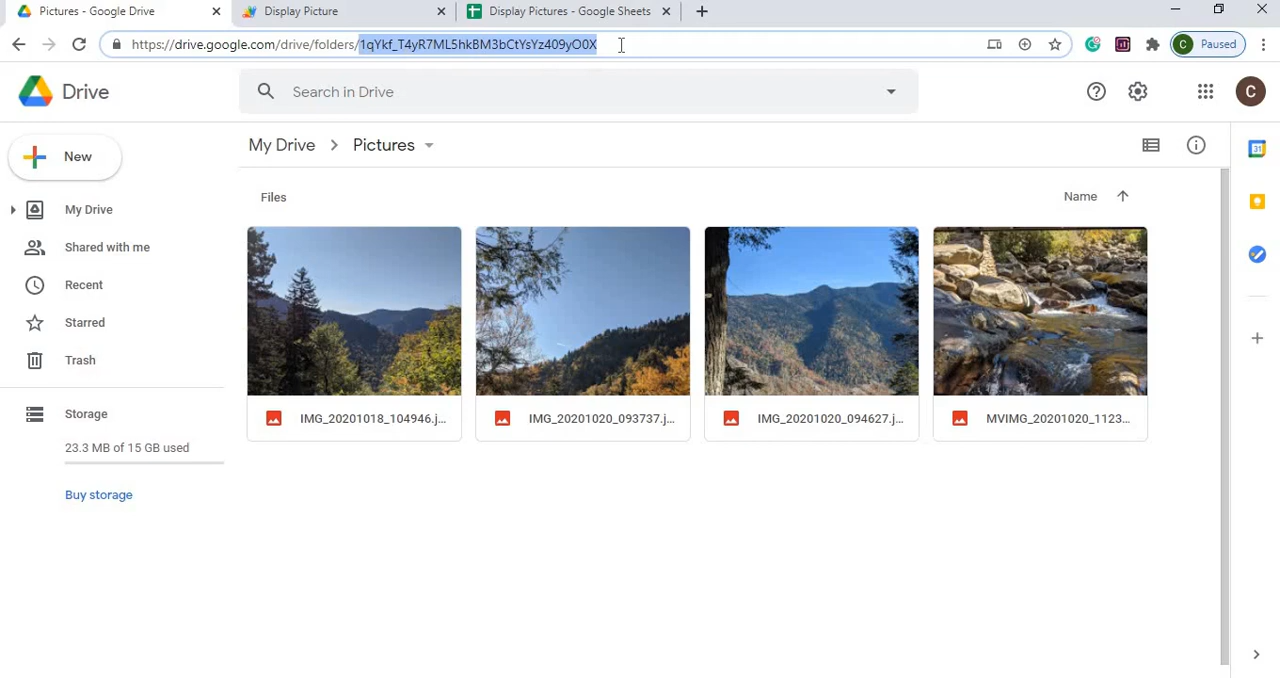 Pictures - Google Drive
Display Picture
Display Pictures - Google Sheets
https://drive.google.com/drive/folders/1qYkf_T4yR7ML5hkBM3bCtYsYz409yO0X
C
Paused
Drive
Search in Drive
C
New
My Drive
Pictures
31
My Drive
Files
Name
Shared with me
Recent
Starred
Trash
IMG_20201018_104946.j...
IMG_20201020_093737.j...
IMG_20201020_094627.j...
MVIMG_20201020_1123...
Storage
23.3 MB of 15 GB used
Buy storage